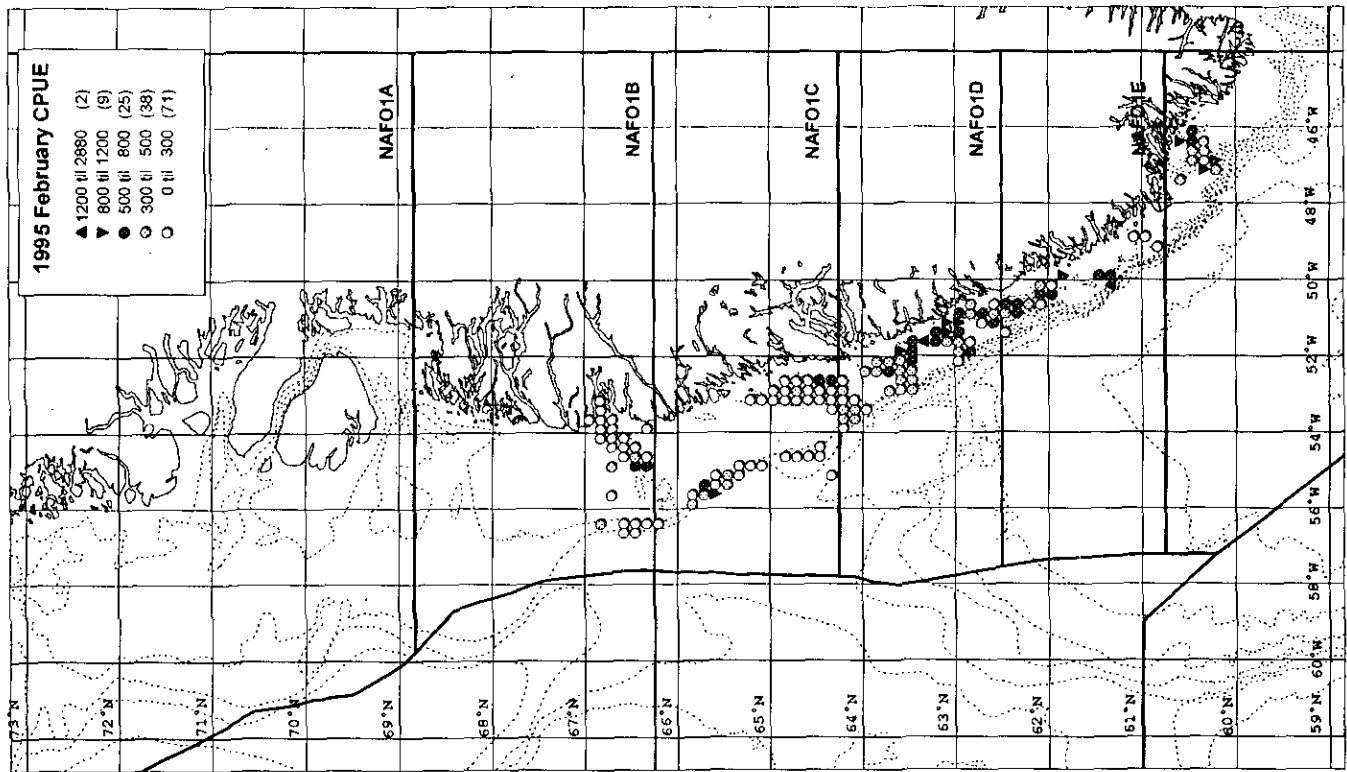 1995 February CPUE
▲ 1200 til 2880 (2)
▼ 800 til 1200 (9)
500 til 800 (25)
300 til 500 (38)
0 til 300 (71)
NAFO1A
NAFO1B
NAFO1C
NAFO1D
NAFO1E
73°N
72°N
71°N
70°N
69°N
68°N
67°N
66°N
65°N
64°N
63°N
62°N
61°N
60°N
59°N
60°W
58°W
56°W
54°W
52°W
50°W
48°W
46°W